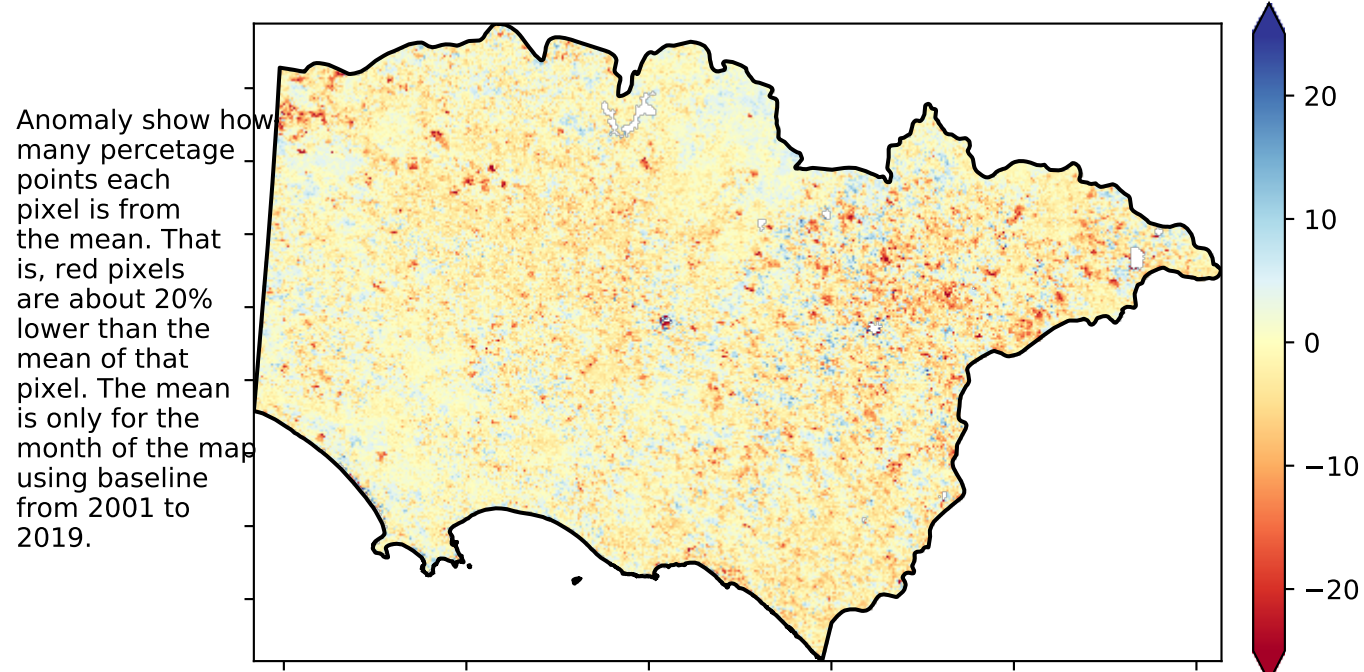 Anomaly show how
many percetage
points each
pixel is from
the mean. That
is, red pixels
are about 20%
lower than the
mean of that
pixel. The mean
is only for the
month of the map
using baseline
from 2001 to
2019.
20
10
0
−10
−20